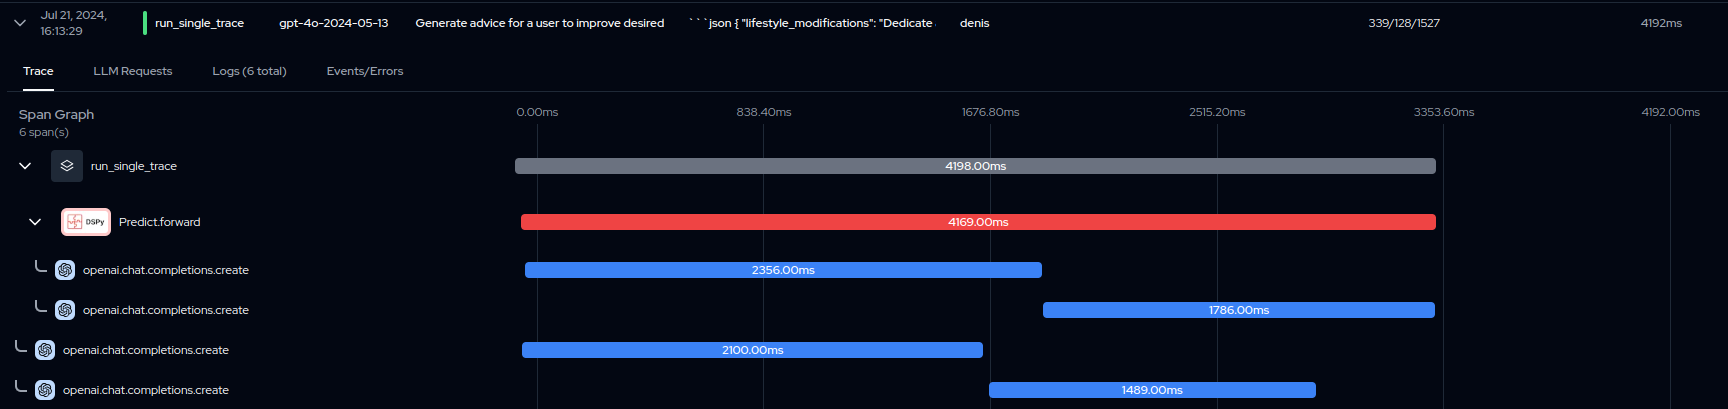 Jul 21, 2024, 16:13:29 run_single_trace gpt-4o-2024-05-13 Generate advice for a user to improve desired ```json { "lifestyle_modifications": "Dedicate denis 339/128/1527 4192ms
Trace LLM Requests Logs (6 total) Events/Errors
Span Graph 0.00ms 838.40ms 1676.80ms 2515.20ms 3353.60ms 4192.00ms
6 span(s)
run_single_trace 4198.00ms
DSPy Predict.forward 4169.00ms
openai.chat.completions.create 2356.00ms
openai.chat.completions.create 1786.00ms
openai.chat.completions.create 2100.00ms
openai.chat.completions.create 1489.00ms